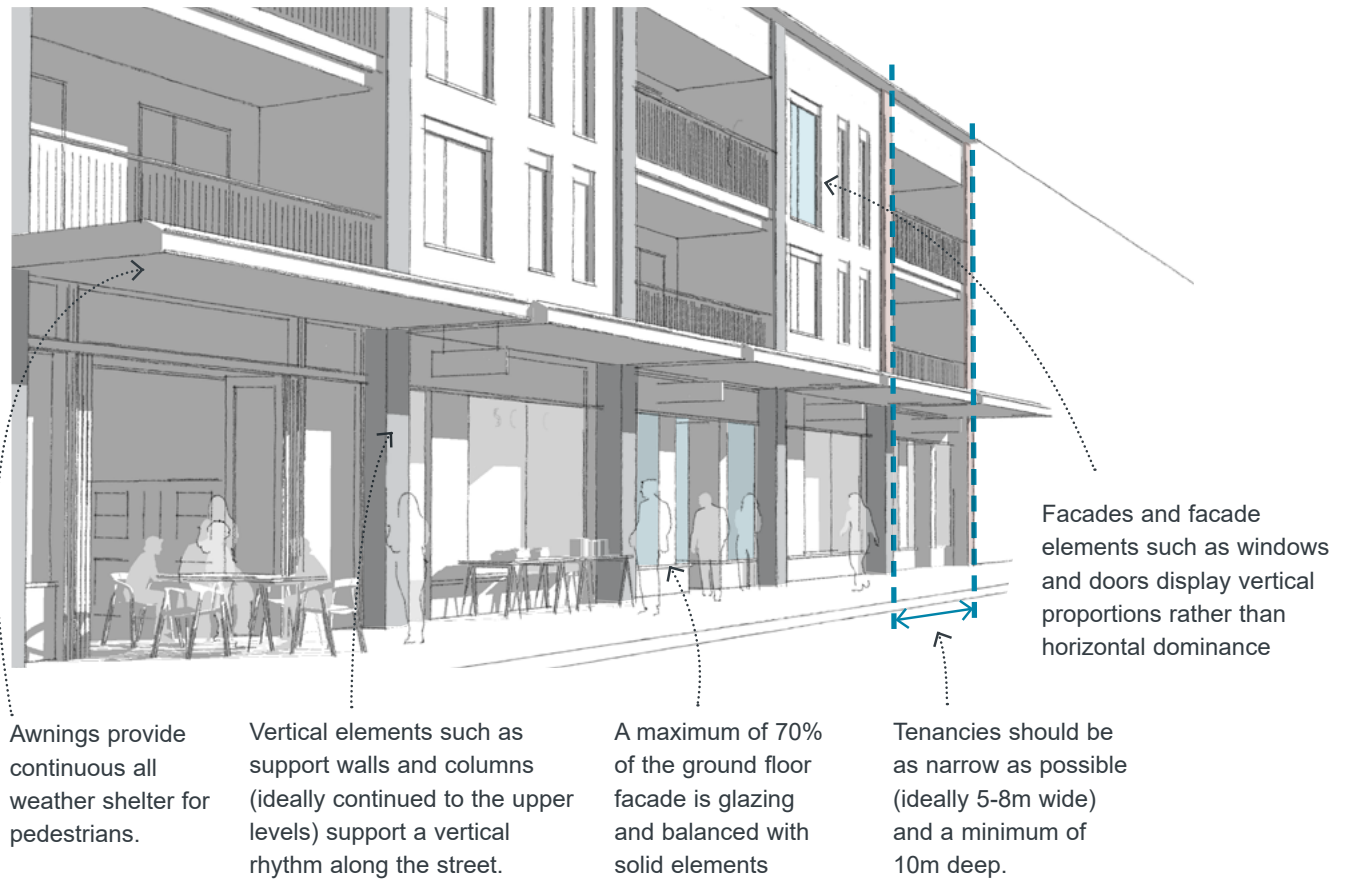 Facades and facade
elements such as windows
and doors display vertical
proportions rather than
horizontal dominance
Awnings provide
continuous all
weather shelter for
pedestrians.
Vertical elements such as
support walls and columns
(ideally continued to the upper
levels) support a vertical
rhythm along the street.
A maximum of 70%
of the ground floor
facade is glazing
and balanced with
solid elements
Tenancies should be
as narrow as possible
(ideally 5-8m wide)
and a minimum of
10m deep.